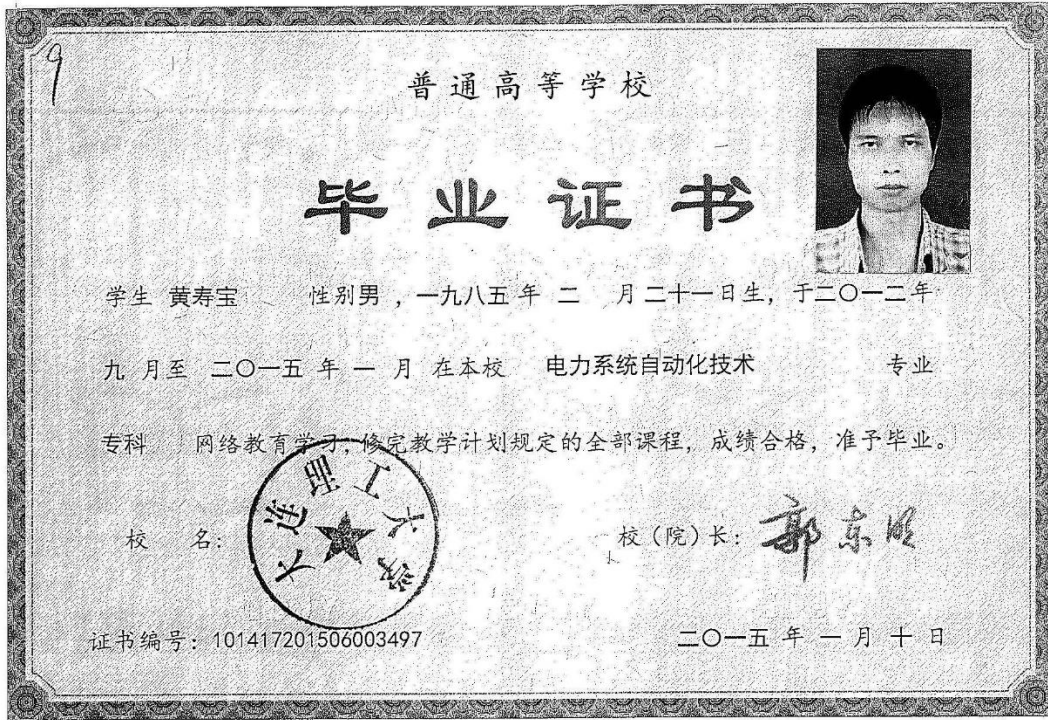 9
普通高等学校
毕业证书
学生 黄寿宝 性别男，一九八五年 二 月二十一日生，于二〇一二年
九 月至 二〇一五 年 一 月 在本校 电力系统自动化技术 专业
专科 网络教育学习，修完教学计划规定的全部课程，成绩合格，准予毕业。
校 名：
大连理工大学
校（院）长：郭东明
证书编号：101417201506003497
二〇一五 年 一 月 十 日